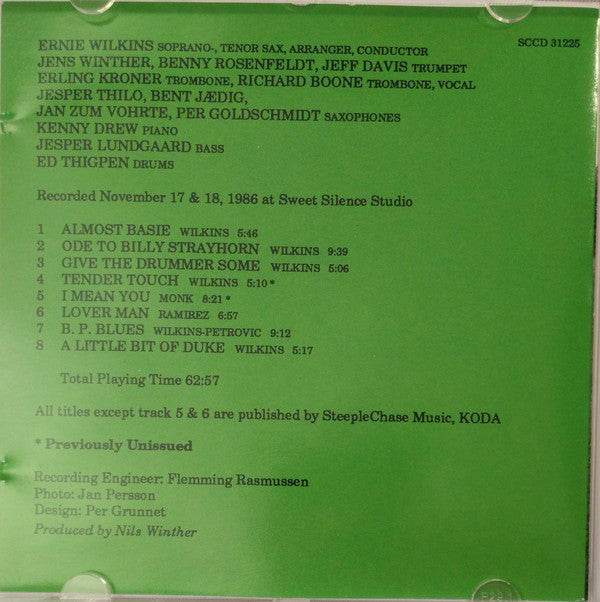 ERNIE WILKINS SOPRANO-, TENOR SAX, ARRANGER, CONDUCTOR
SCCD 31225
JENS WINTHER, BENNY ROSENFELDT, JEFF DAVIS TRUMPET
ERLING KRONER TROMBONE, RICHARD BOONE TROMBONE, VOCAL
JESPER THILO, BENT JÆDIG,
JAN ZUM VOHRTE, PER GOLDSCHMIDT SAXOPHONES
KENNY DREW PIANO
JESPER LUNDGAARD BASS
ED THIGPEN DRUMS
Recorded November 17 & 18, 1986 at Sweet Silence Studio
1 ALMOST BASIE WILKINS 5:46
2 ODE TO BILLY STRAYHORN WILKINS 9:39
3 GIVE THE DRUMMER SOME WILKINS 5:06
4 TENDER TOUCH WILKINS 5:10 *
5 I MEAN YOU MONK 8:21 *
6 LOVER MAN RAMIREZ 6:57
7 B. P. BLUES WILKINS-PETROVIC 9:12
8 A LITTLE BIT OF DUKE WILKINS 5:17
Total Playing Time 62:57
All titles except track 5 & 6 are published by SteepleChase Music, KODA
* Previously Unissued
Recording Engineer: Flemming Rasmussen
Photo: Jan Persson
Design: Per Grunnet
Produced by Nils Winther